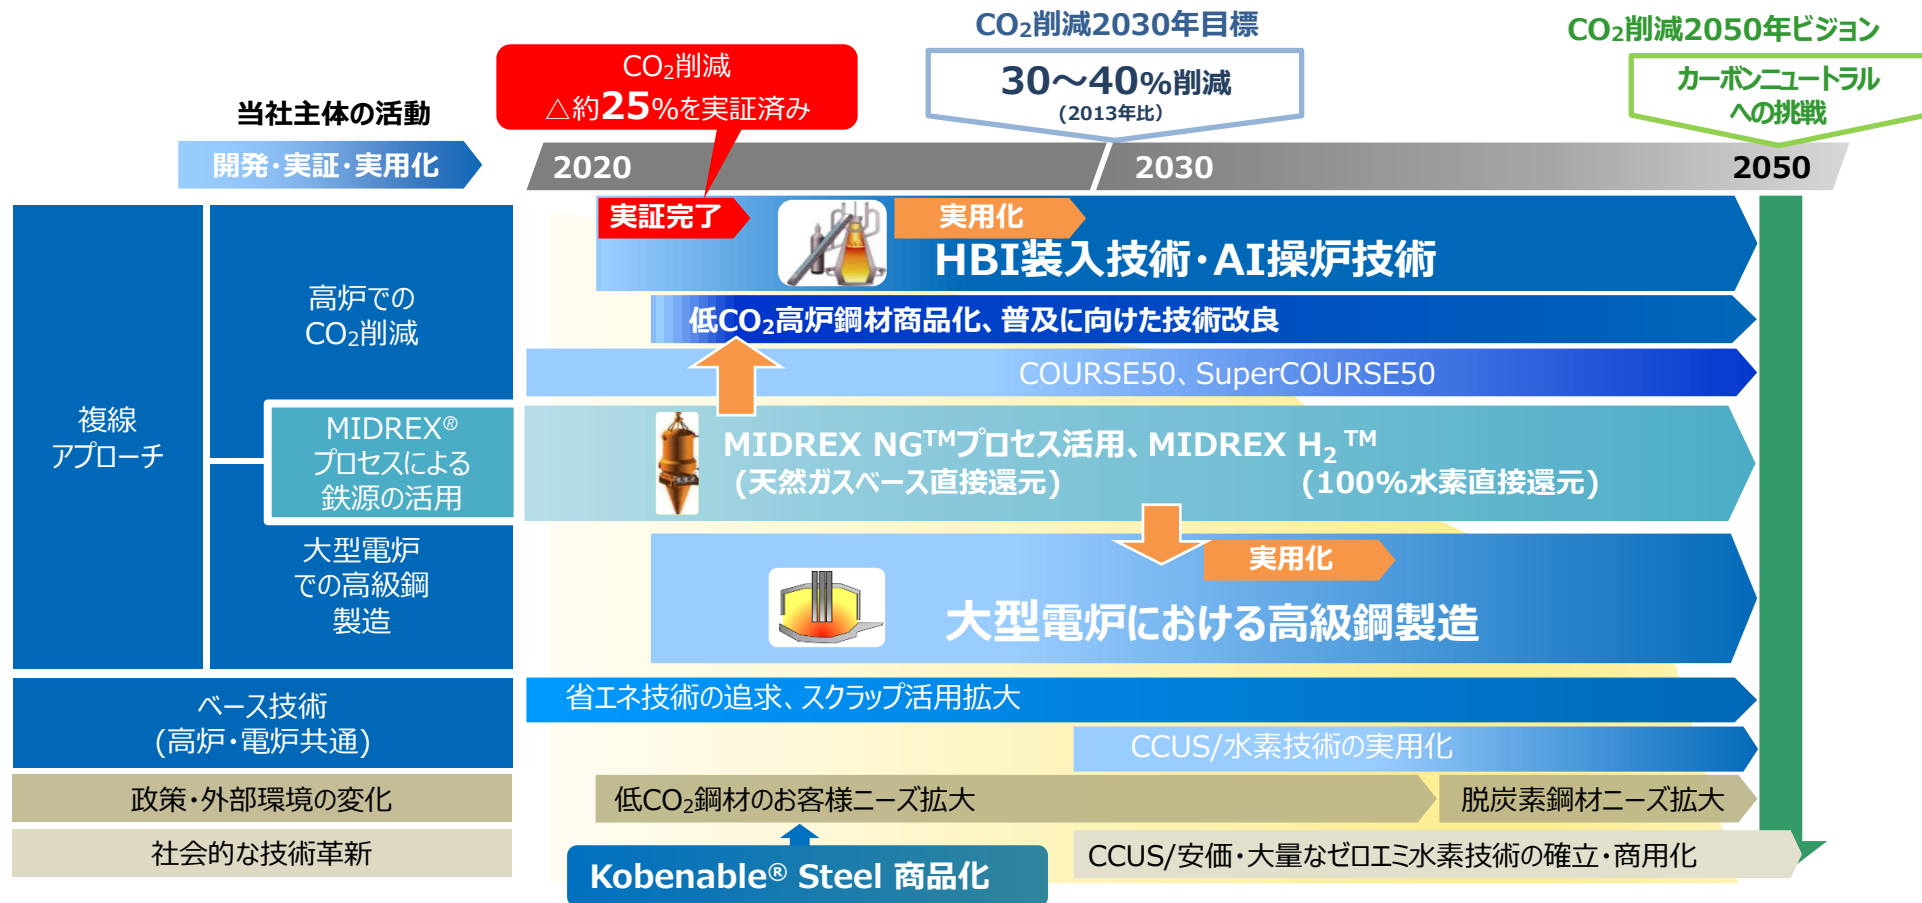 CO₂削減2030年目標
CO₂削減2050年ビジョン
CO₂削減
△約25%を実証済み
30～40%削減
(2013年比)
カーボンニュートラル
への挑戦
当社主体の活動
開発・実証・実用化
2020
2030
2050
複線
アプローチ
高炉での
CO₂削減
実証完了
実用化
HBI装入技術・AI操炉技術
低CO₂高炉鋼材商品化、普及に向けた技術改良
COURSE50、SuperCOURSE50
MIDREX®
プロセスによる
鉄源の活用
MIDREX NG™プロセス活用、MIDREX H₂™
(天然ガスベース直接還元)
(100%水素直接還元)
大型電炉
での高級鋼
製造
実用化
大型電炉における高級鋼製造
ベース技術
(高炉・電炉共通)
省エネ技術の追求、スクラップ活用拡大
CCUS/水素技術の実用化
政策・外部環境の変化
低CO₂鋼材のお客様ニーズ拡大
脱炭素鋼材ニーズ拡大
社会的な技術革新
CCUS/安価・大量なゼロエミ水素技術の確立・商用化
Kobenable® Steel 商品化